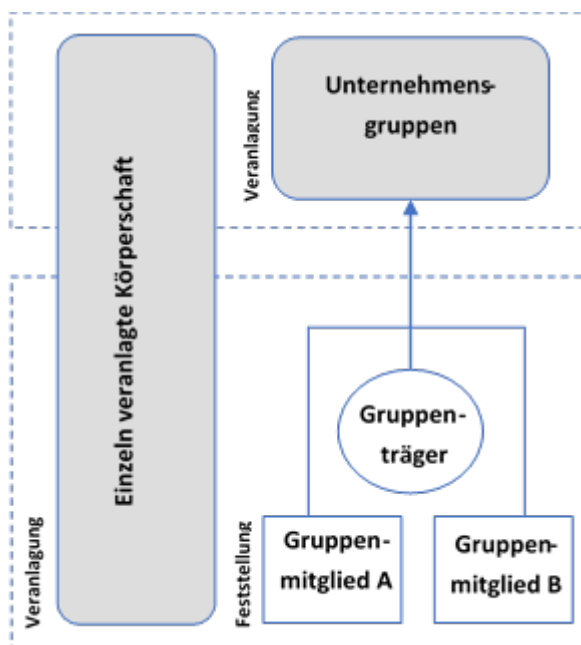 Unternehmens-
gruppen
Veranlagung
Einzeln veranlagte Körperschaft
Gruppen-
träger
Veranlagung
Feststellung
Gruppen-
mitglied A
Gruppen-
mitglied B